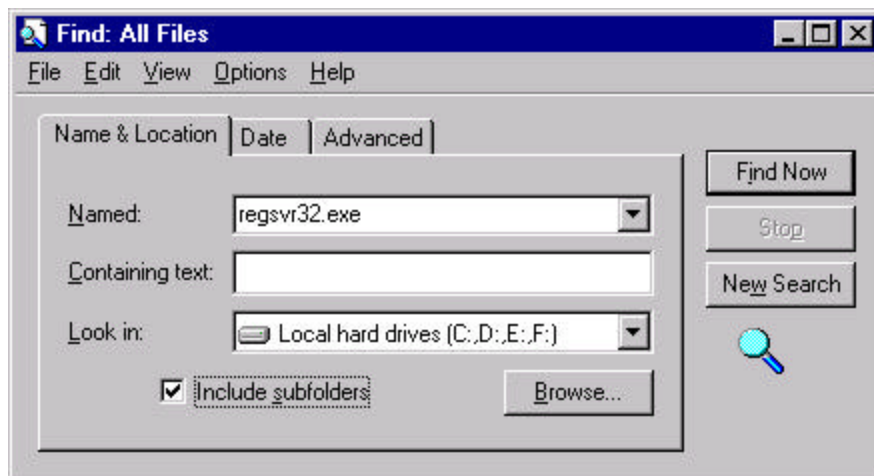 Find: All Files
File Edit View Options Help
Name & Location Date Advanced
Find Now
Named: regsvr32.exe
Stop
Containing text:
New Search
Look in: Local hard drives (C:,D:,E:,F:)
Include subfolders Browse...